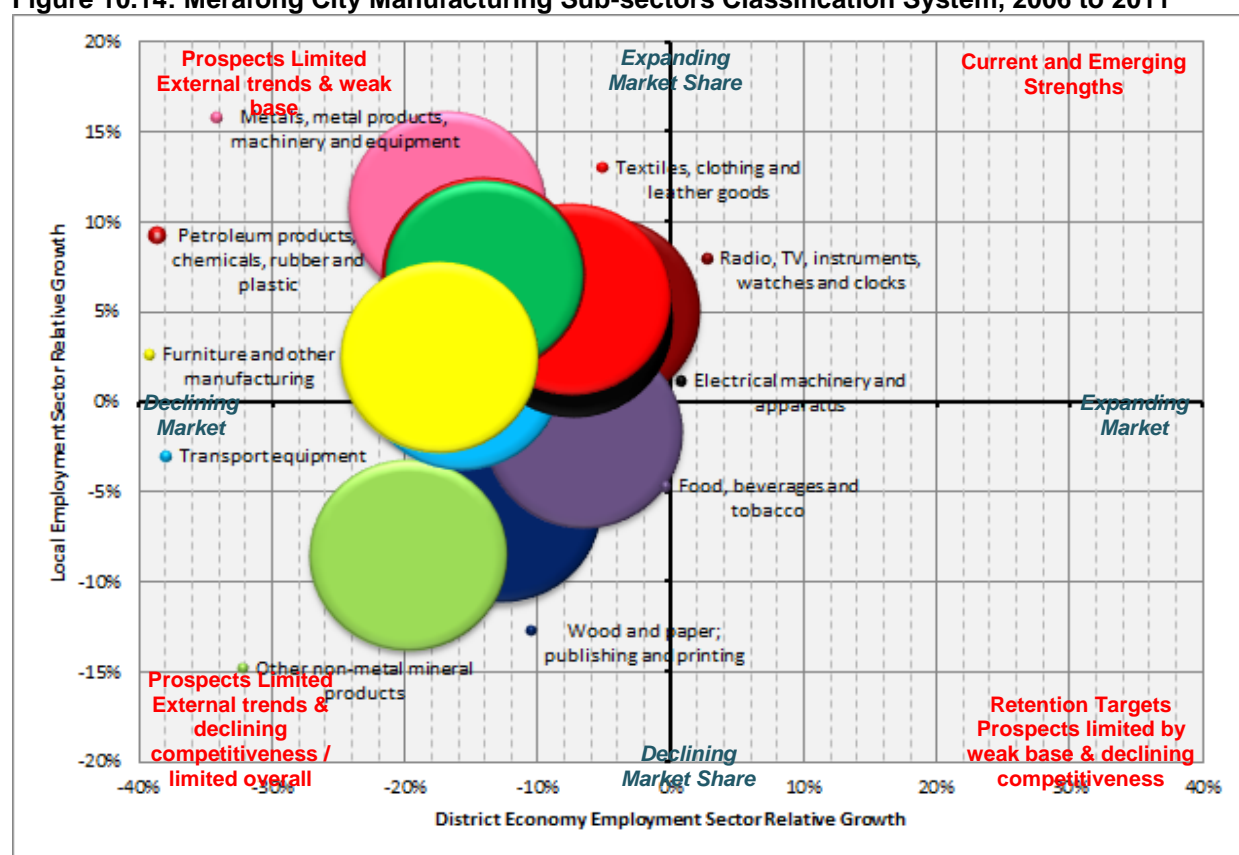 Figure 10.14: Merafong City Manufacturing Sub-sectors Classification System, 2006 to 2011
20%
15%
10%
5%
0%
-5%
-10%
-15%
-20%
Local Employment Sector Relative Growth
Prospects Limited
External trends & weak
base
Expanding
Market Share
Current and Emerging
Strengths
Metals, metal products,
machinery and equipment
Textiles, clothing and
leather goods
Petroleum products,
chemicals, rubber and
plastic
Radio, TV, instruments,
watches and clocks
Furniture and other
manufacturing
Electrical machinery and
apparatus
Declining
Market
Expanding
Market
Transport equipment
Food, beverages and
tobacco
Wood and paper;
publishing and printing
Other non-metal mineral
products
Prospects Limited
External trends &
declining
competitiveness /
limited overall
Declining
Market Share
Retention Targets
Prospects limited by
weak base & declining
competitiveness
-40% -30% -20% -10% 0% 10% 20% 30% 40%
District Economy Employment Sector Relative Growth